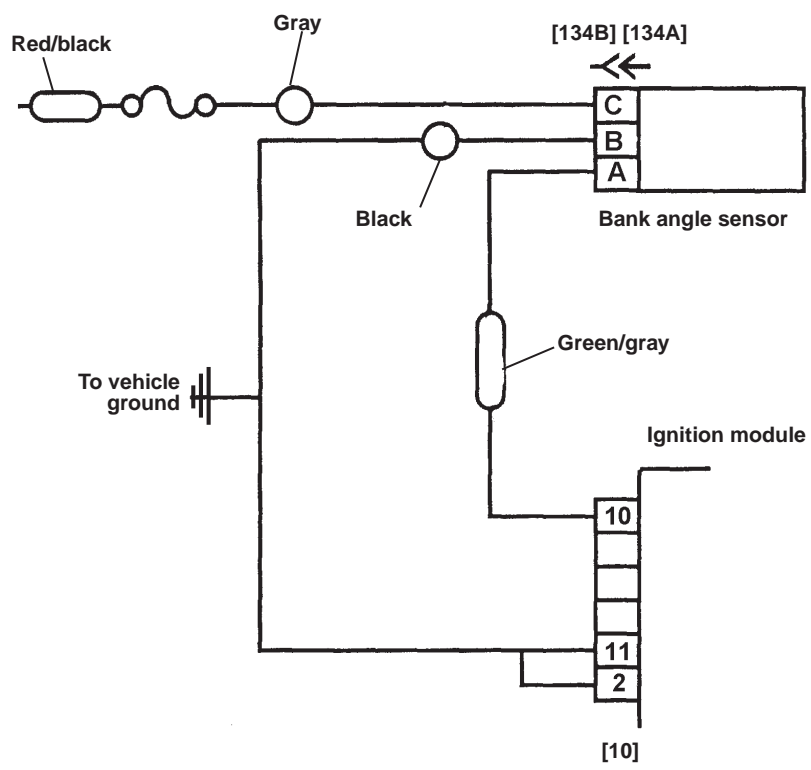 Gray
Red/black
[134B] [134A]
C
B
A
Black
Bank angle sensor
Green/gray
To vehicle
ground
Ignition module
10
11
2
[10]